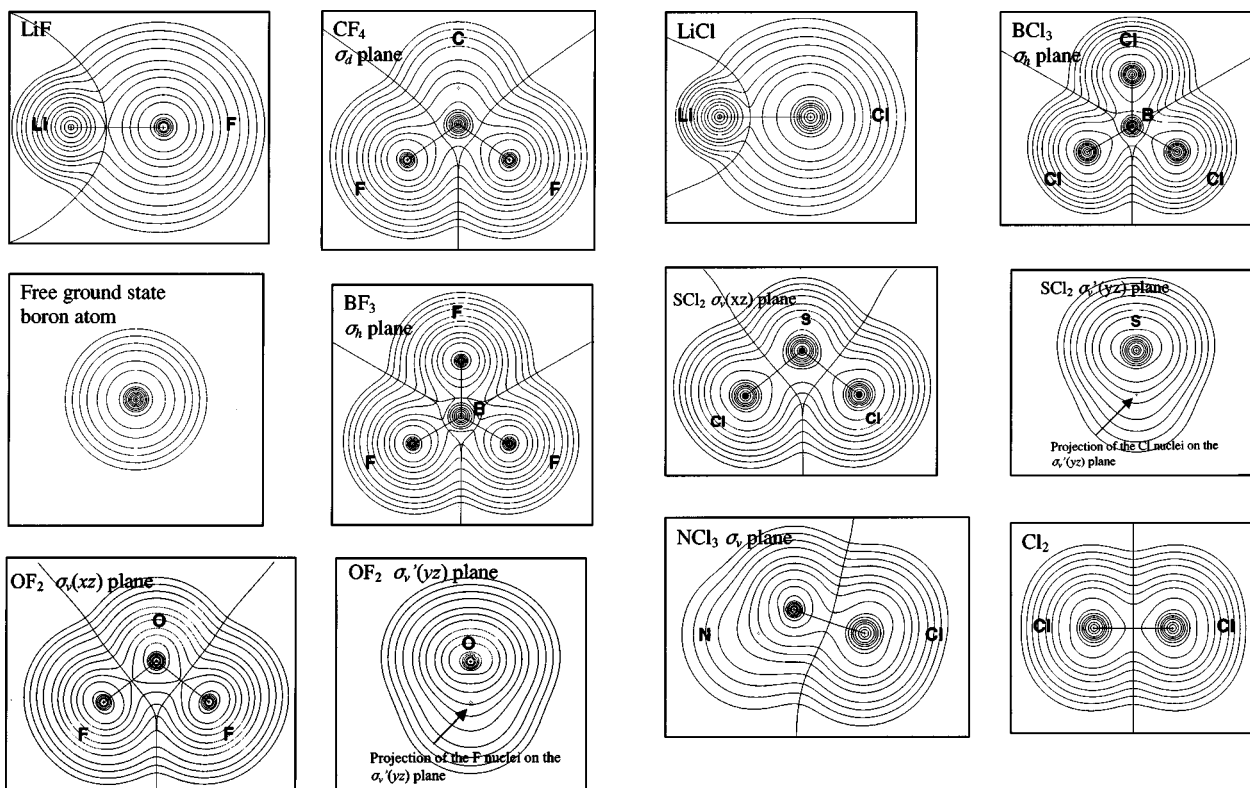 LiF
Li
F
CF4
σd plane
C
F
F
LiCl
Li
Cl
BCl3
σh plane
Cl
B
Cl
Cl
Free ground state
boron atom
BF3
σh plane
F
B
F
F
SCl2 σv(xz) plane
S
Cl
Cl
SCl2 σv'(yz) plane
S
Projection of the Cl nuclei on the
σv'(yz) plane
OF2 σv(xz) plane
O
F
F
OF2 σv'(yz) plane
O
Projection of the F nuclei on the
σv'(yz) plane
NCl3 σv plane
N
Cl
Cl2
Cl
Cl